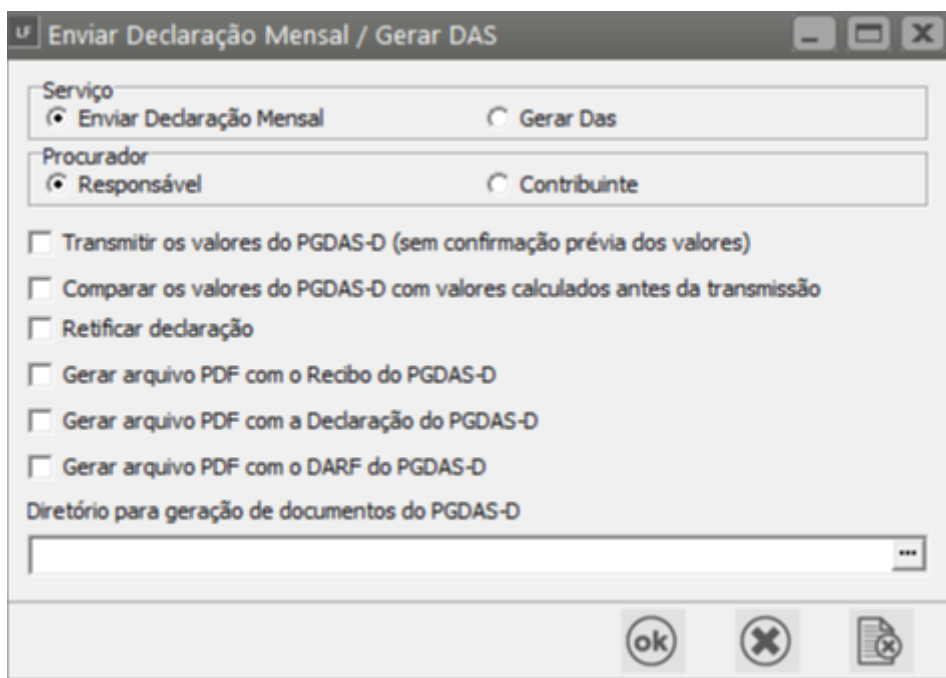 LF Enviar Declaração Mensal / Gerar DAS
Serviço
Enviar Declaração Mensal Gerar Das
Procurador
Responsável Contribuinte
Transmitir os valores do PGDAS-D (sem confirmação prévia dos valores)
Comparar os valores do PGDAS-D com valores calculados antes da transmissão
Retificar declaração
Gerar arquivo PDF com o Recibo do PGDAS-D
Gerar arquivo PDF com a Declaração do PGDAS-D
Gerar arquivo PDF com o DARF do PGDAS-D
Diretório para geração de documentos do PGDAS-D
...
ok